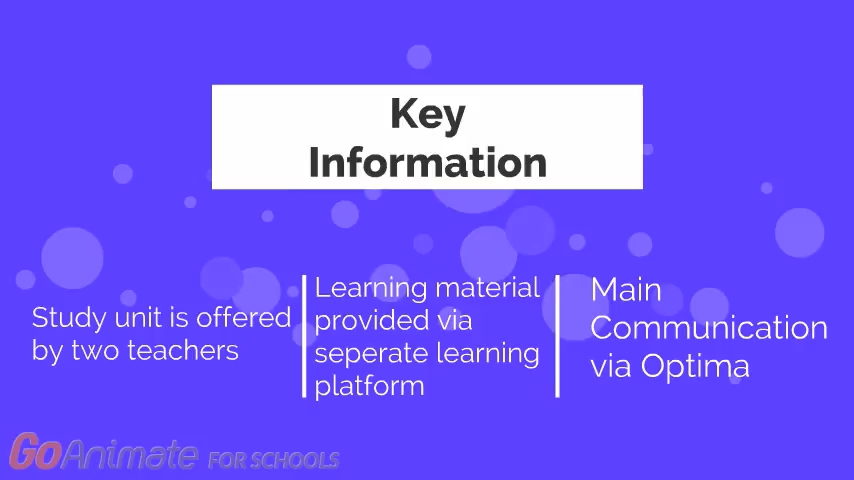 Key
Information
Study unit is offered
by two teachers
Learning material
provided via
seperate learning
platform
Main
Communication
via Optima
GoAnimate FOR SCHOOLS